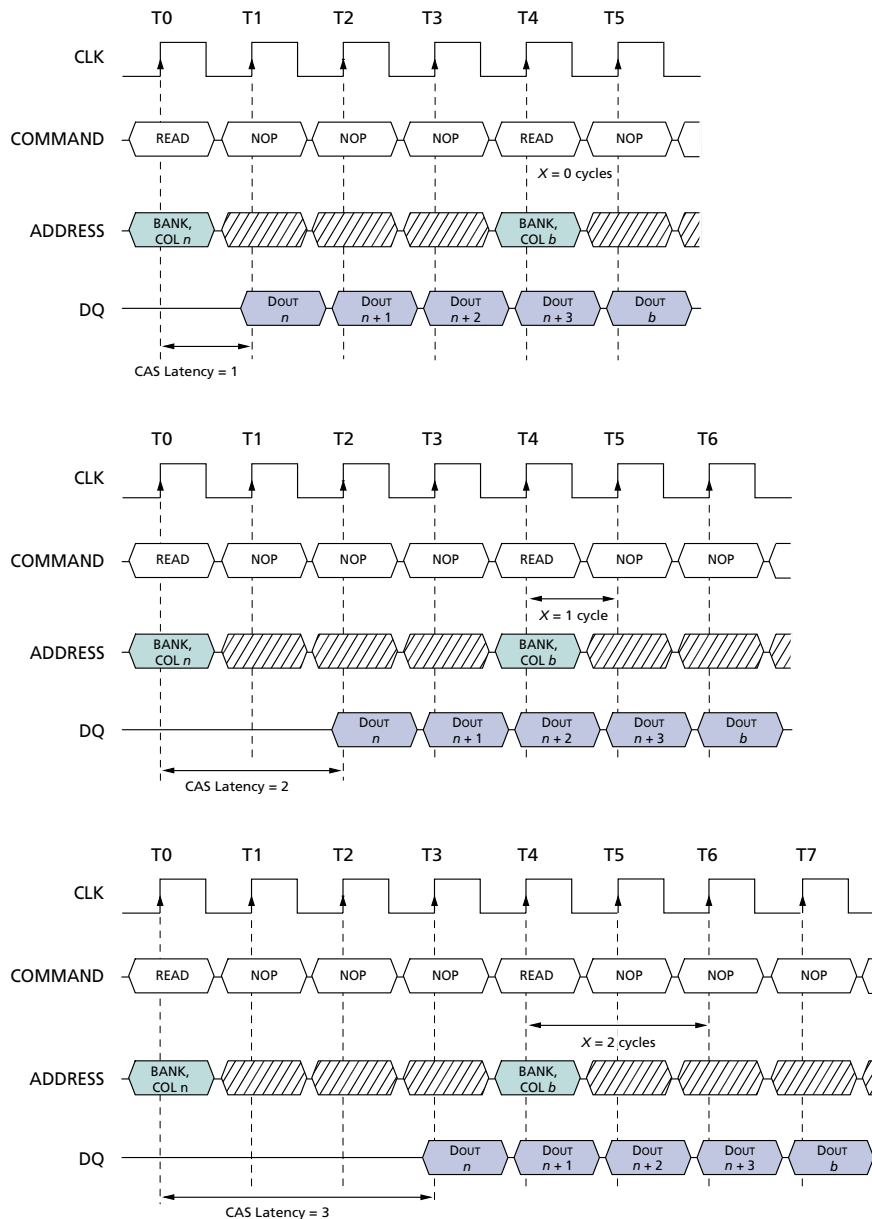 T0 T1 T2 T3 T4 T5
CLK
COMMAND READ NOP NOP NOP READ NOP
X = 0 cycles
ADDRESS BANK, COL n BANK, COL b
DQ DOUT n DOUT n + 1 DOUT n + 2 DOUT n + 3 DOUT b
CAS Latency = 1
T0 T1 T2 T3 T4 T5 T6
CLK
COMMAND READ NOP NOP NOP READ NOP NOP
X = 1 cycle
ADDRESS BANK, COL n BANK, COL b
DQ DOUT n DOUT n + 1 DOUT n + 2 DOUT n + 3 DOUT b
CAS Latency = 2
T0 T1 T2 T3 T4 T5 T6 T7
CLK
COMMAND READ NOP NOP NOP READ NOP NOP NOP
X = 2 cycles
ADDRESS BANK, COL n BANK, COL b
DQ DOUT n DOUT n + 1 DOUT n + 2 DOUT n + 3 DOUT b
CAS Latency = 3